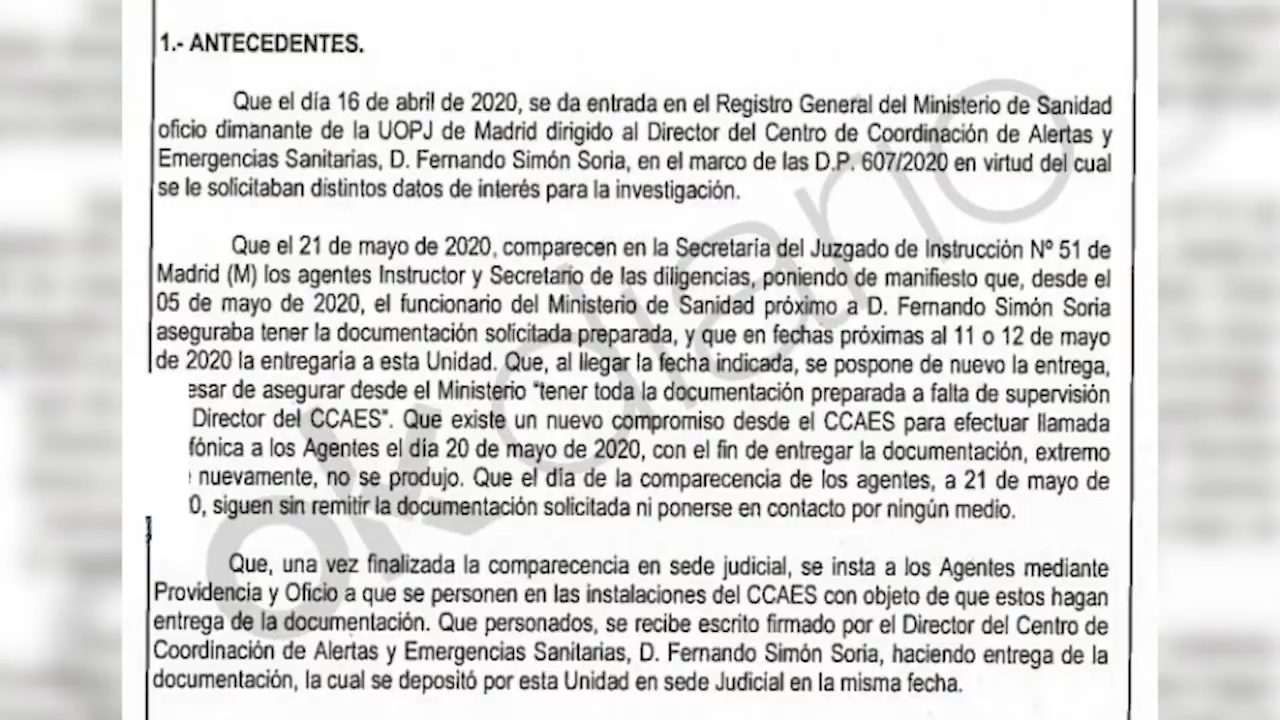 1.- ANTECEDENTES.
Que el día 16 de abril de 2020, se da entrada en el Registro General del Ministerio de Sanidad
oficio dimanante de la UOPJ de Madrid dirigido al Director del Centro de Coordinación de Alertas y
Emergencias Sanitarias, D. Fernando Simón Soria, en el marco de las D.P. 607/2020 en virtud del cual
se le solicitaban distintos datos de interés para la investigación.
Que el 21 de mayo de 2020, comparecen en la Secretaría del Juzgado de Instrucción Nº 51 de
Madrid (M) los agentes Instructor y Secretario de las diligencias, poniendo de manifiesto que, desde el
05 de mayo de 2020, el funcionario del Ministerio de Sanidad próximo a D. Fernando Simón Soria
aseguraba tener la documentación solicitada preparada, y que en fechas próximas al 11 o 12 de mayo
de 2020 la entregaría a esta Unidad. Que, al llegar la fecha indicada, se pospone de nuevo la entrega,
esar de asegurar desde el Ministerio "tener toda la documentación preparada a falta de supervisión
Director del CCAES". Que existe un nuevo compromiso desde el CCAES para efectuar llamada
fónica a los Agentes el día 20 de mayo de 2020, con el fin de entregar la documentación, extremo
nuevamente, no se produjo. Que el día de la comparecencia de los agentes, a 21 de mayo de
0, siguen sin remitir la documentación solicitada ni ponerse en contacto por ningún medio.
Que, una vez finalizada la comparecencia en sede judicial, se insta a los Agentes mediante
Providencia y Oficio a que se personen en las instalaciones del CCAES con objeto de que estos hagan
entrega de la documentación. Que personados, se recibe escrito firmado por el Director del Centro de
Coordinación de Alertas y Emergencias Sanitarias, D. Fernando Simón Soria, haciendo entrega de la
documentación, la cual se depositó por esta Unidad en sede Judicial en la misma fecha.
okdiario